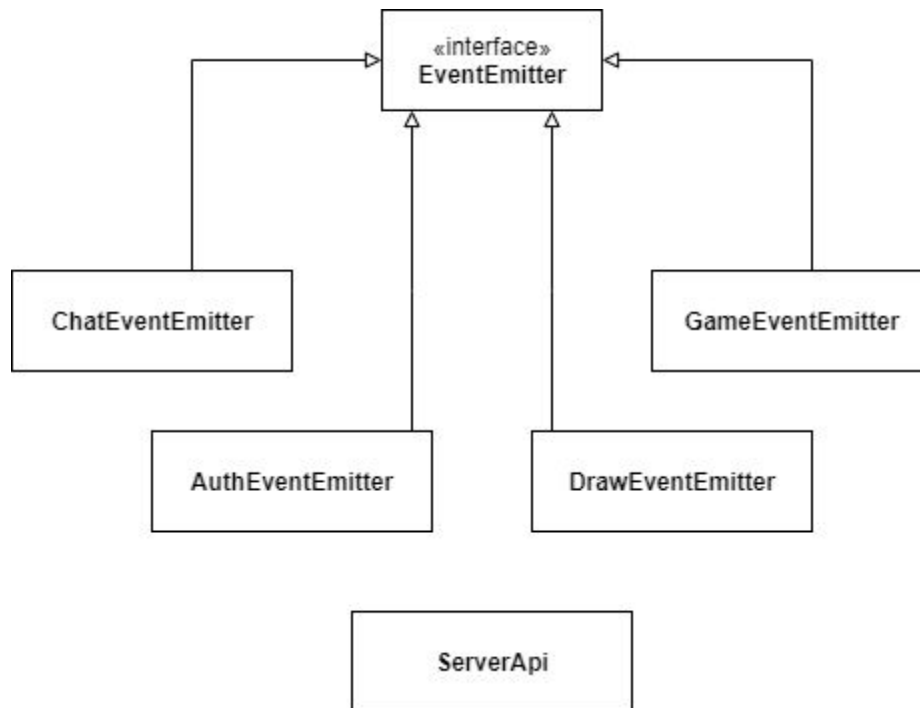 «interface»
EventEmitter
ChatEventEmitter
GameEventEmitter
AuthEventEmitter
DrawEventEmitter
ServerApi